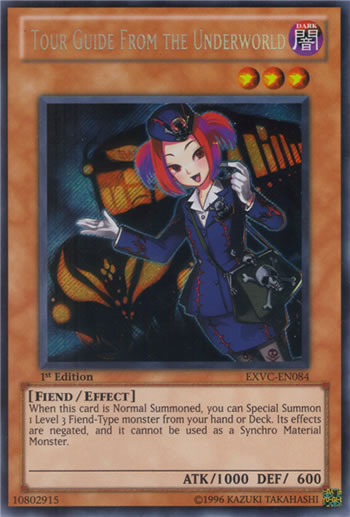 TOUR GUIDE FROM THE UNDERWORLD
DARK
闇
1st Edition
EXVC-EN084
[FIEND / EFFECT]
When this card is Normal Summoned, you can Special Summon
1 Level 3 Fiend-Type monster from your hand or Deck. Its effects
are negated, and it cannot be used as a Synchro Material
Monster.
ATK/1000 DEF/ 600
10802915
©1996 KAZUKI TAKAHASHI